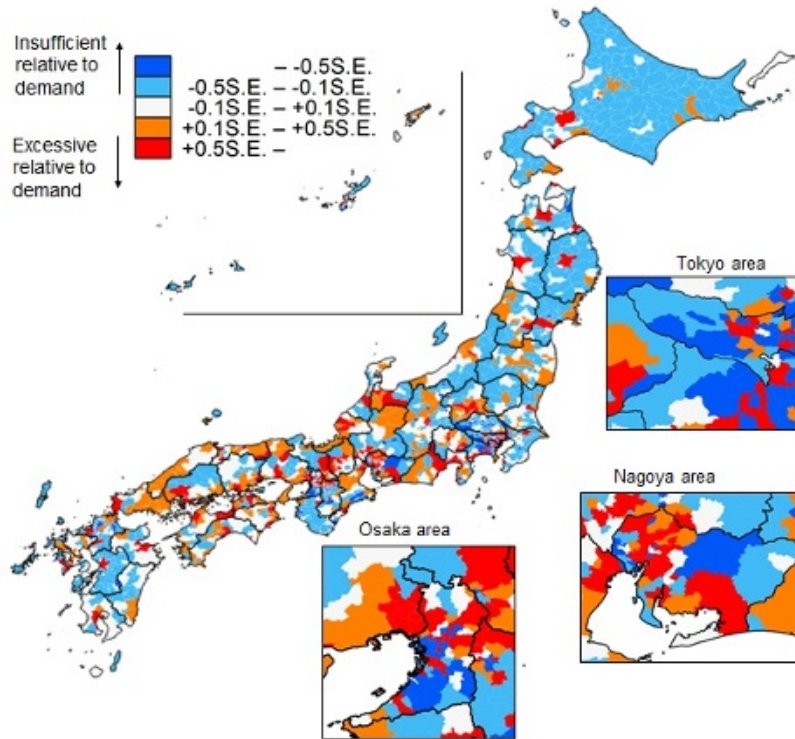 Insufficient
relative to
demand
Excessive
relative to
demand
– -0.5S.E.
-0.5S.E. – -0.1S.E.
-0.1S.E. – +0.1S.E.
+0.1S.E. – +0.5S.E.
+0.5S.E. –
Tokyo area
Nagoya area
Osaka area